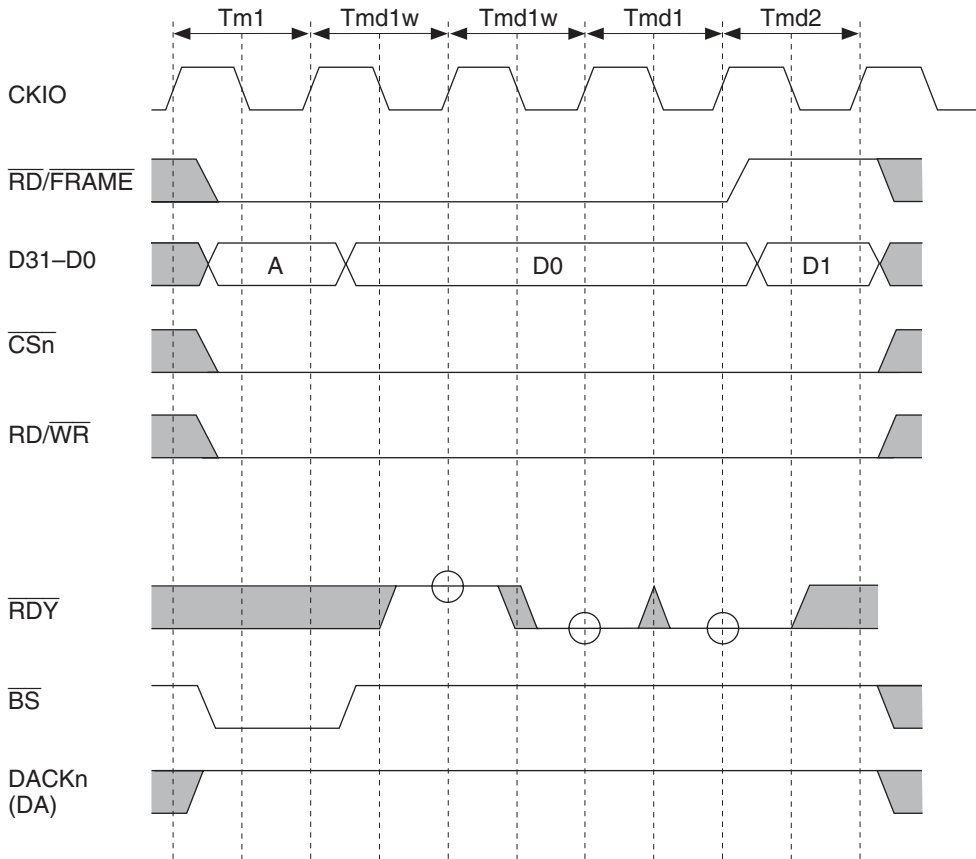 Tm1 Tmd1w Tmd1w Tmd1 Tmd2
CKIO
RD/FRAME
D31–D0 A D0 D1
CSn
RD/WR
RDY
BS
DACKn
(DA)